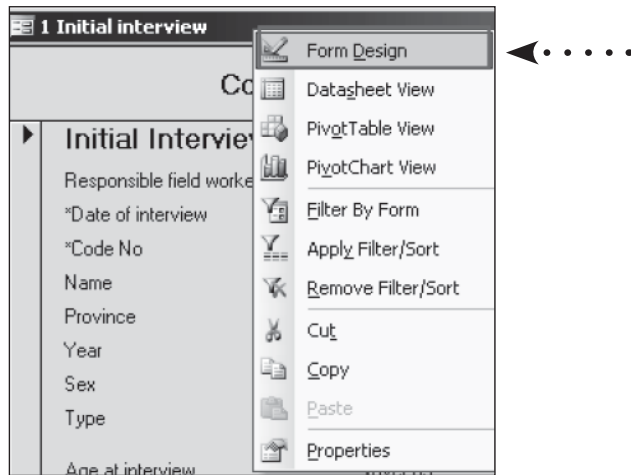 1 Initial interview
Co
Initial Intervie
Responsible field worke
*Date of interview
*Code No
Name
Province
Year
Sex
Type
Age at interview
Form Design
Datasheet View
PivotTable View
PivotChart View
Filter By Form
Apply Filter/Sort
Remove Filter/Sort
Cut
Copy
Paste
Properties